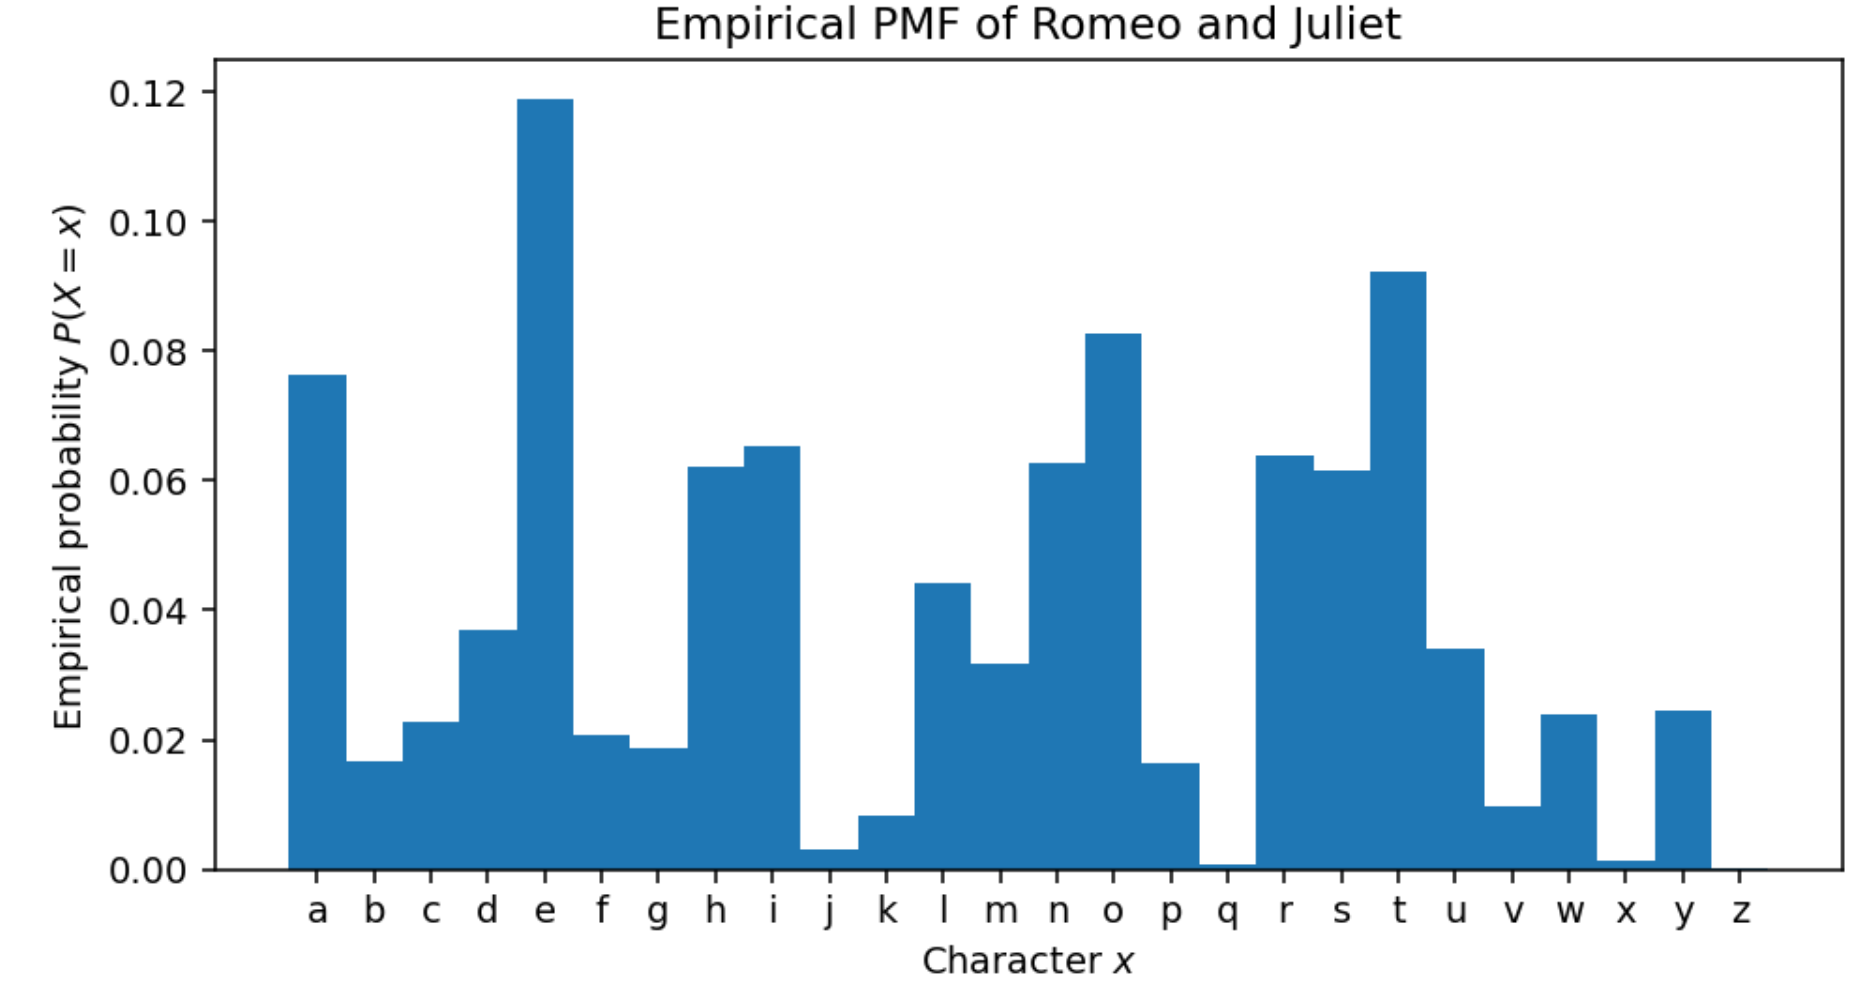 Empirical PMF of Romeo and Juliet
Empirical probability P(X = x)
0.12
0.10
0.08
0.06
0.04
0.02
0.00
a b c d e f g h i j k l m n o p q r s t u v w x y z
Character x